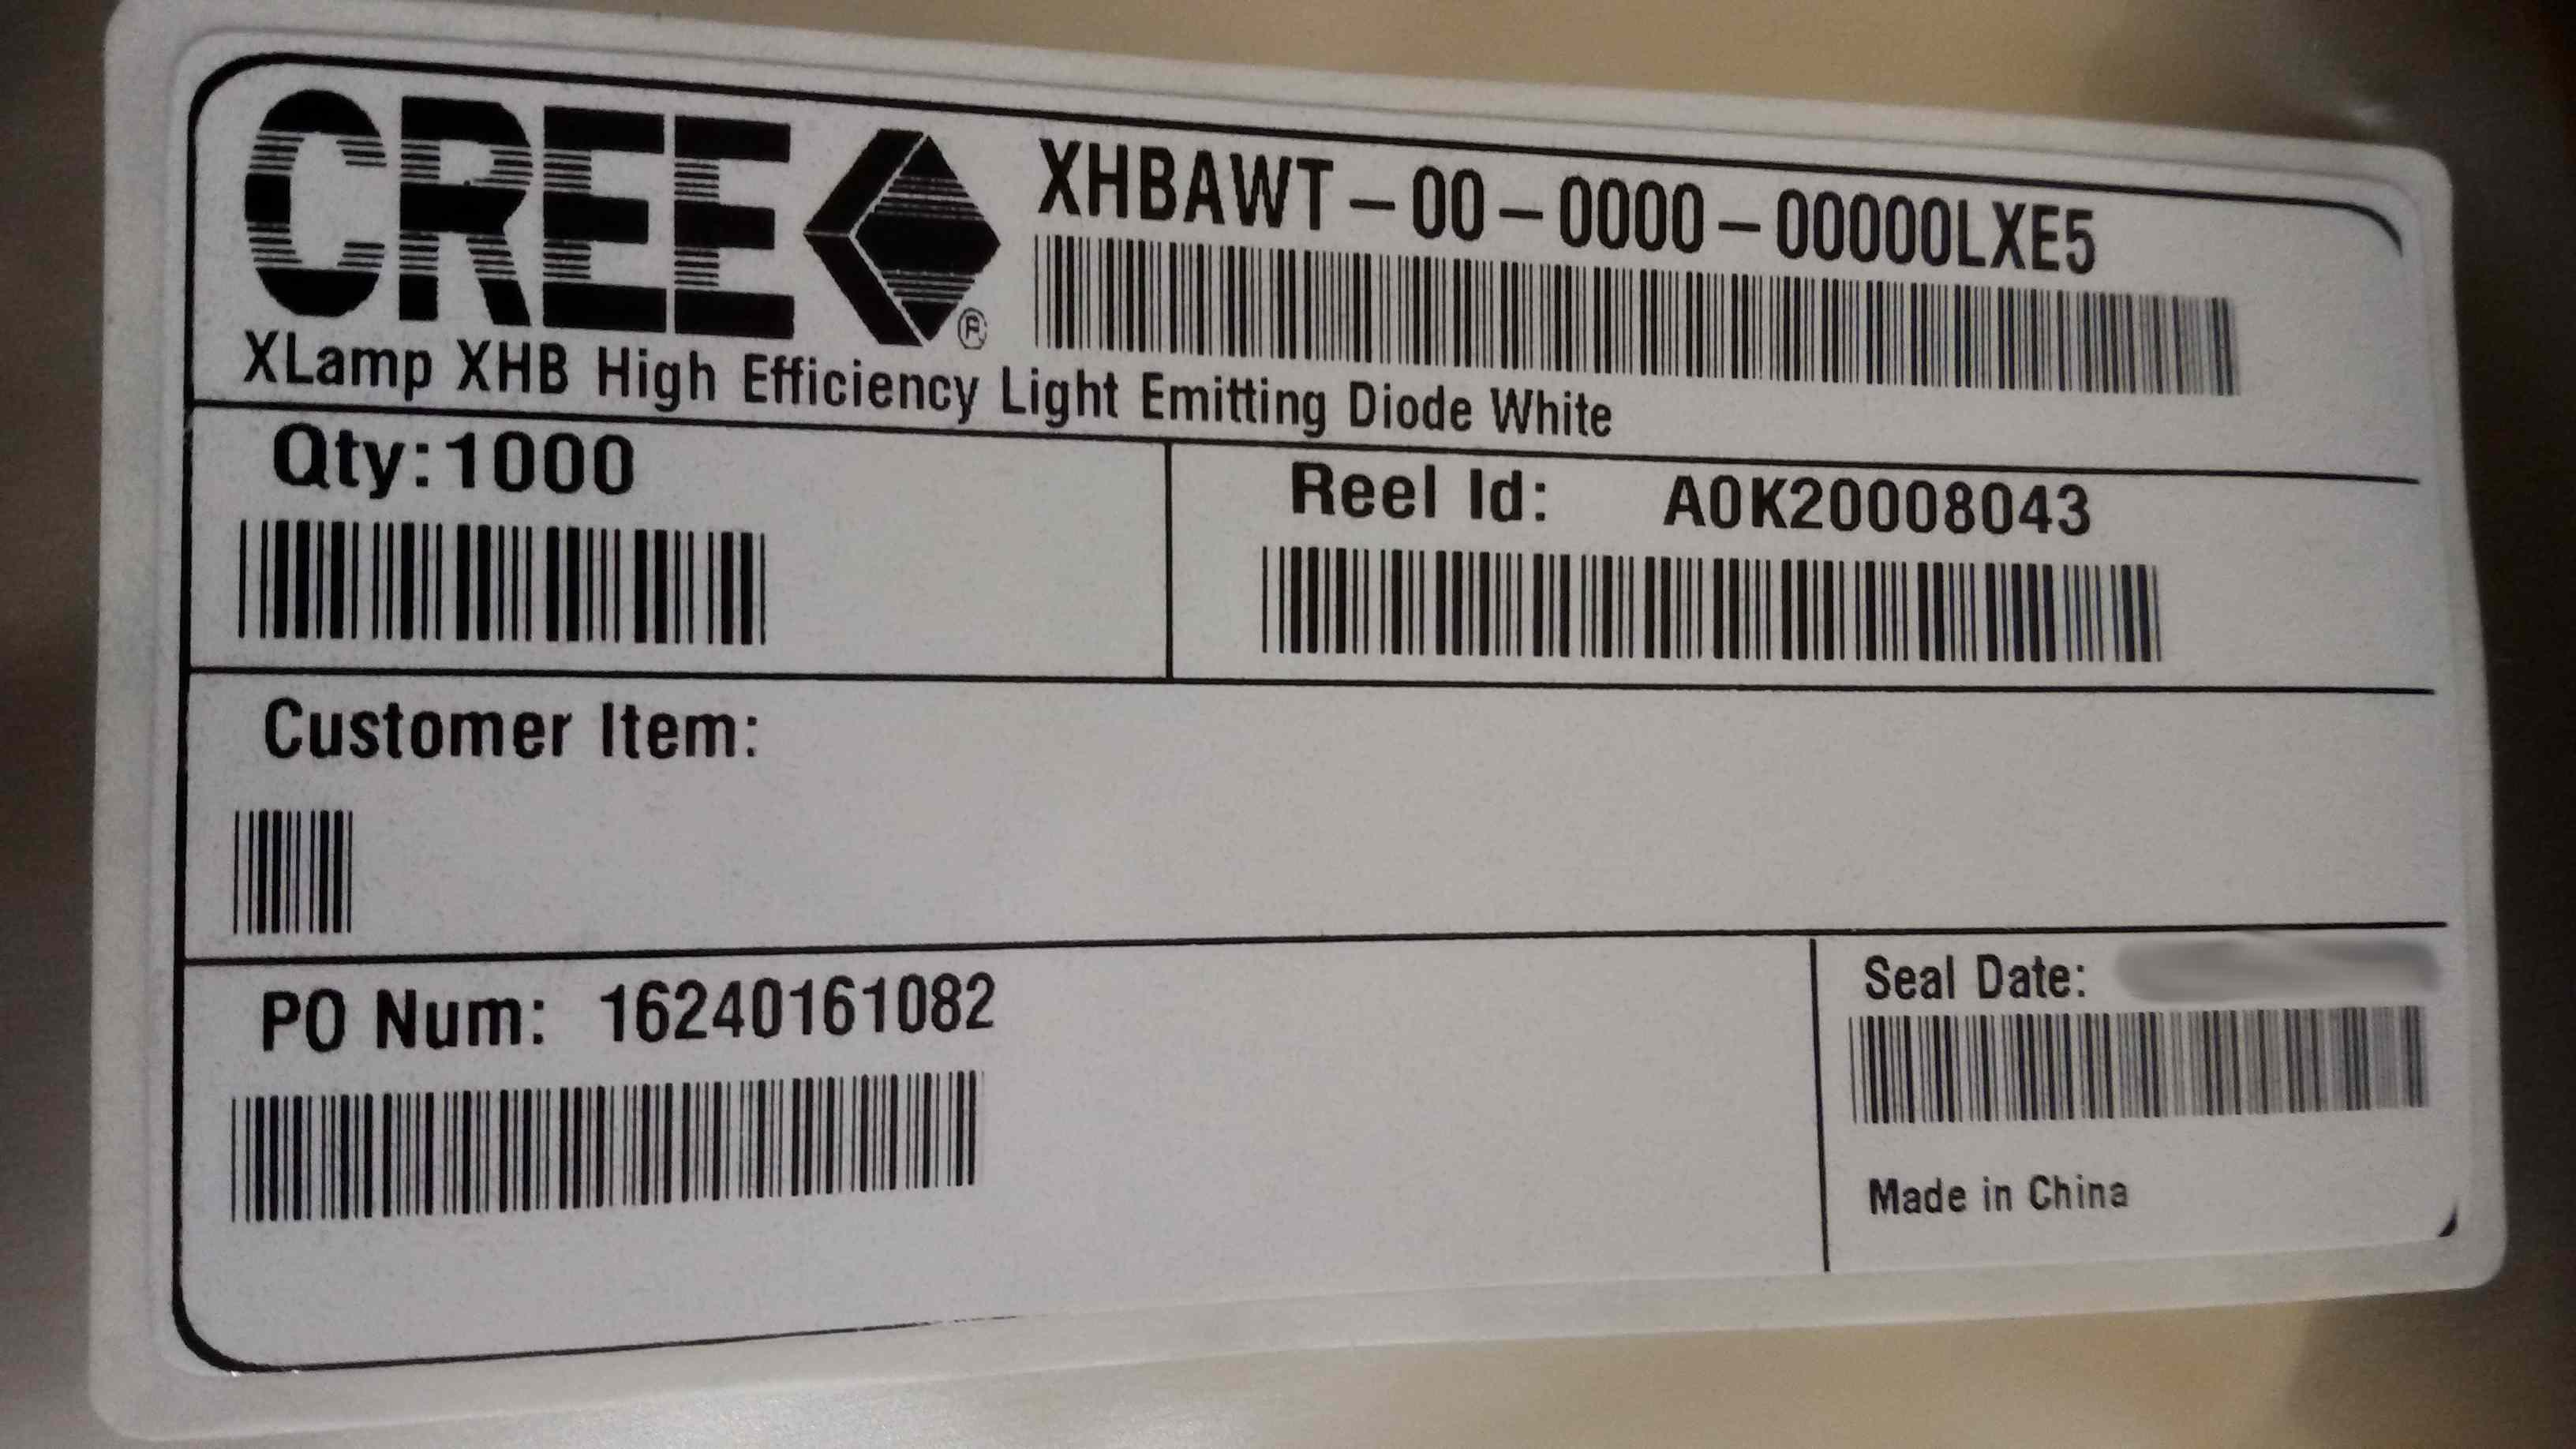 CREE ®
XHBAWT-00-0000-00000LXE5
XLamp XHB High Efficiency Light Emitting Diode White
Qty:1000
Reel Id: A0K20008043
Customer Item:
PO Num: 16240161082
Seal Date:
Made in China